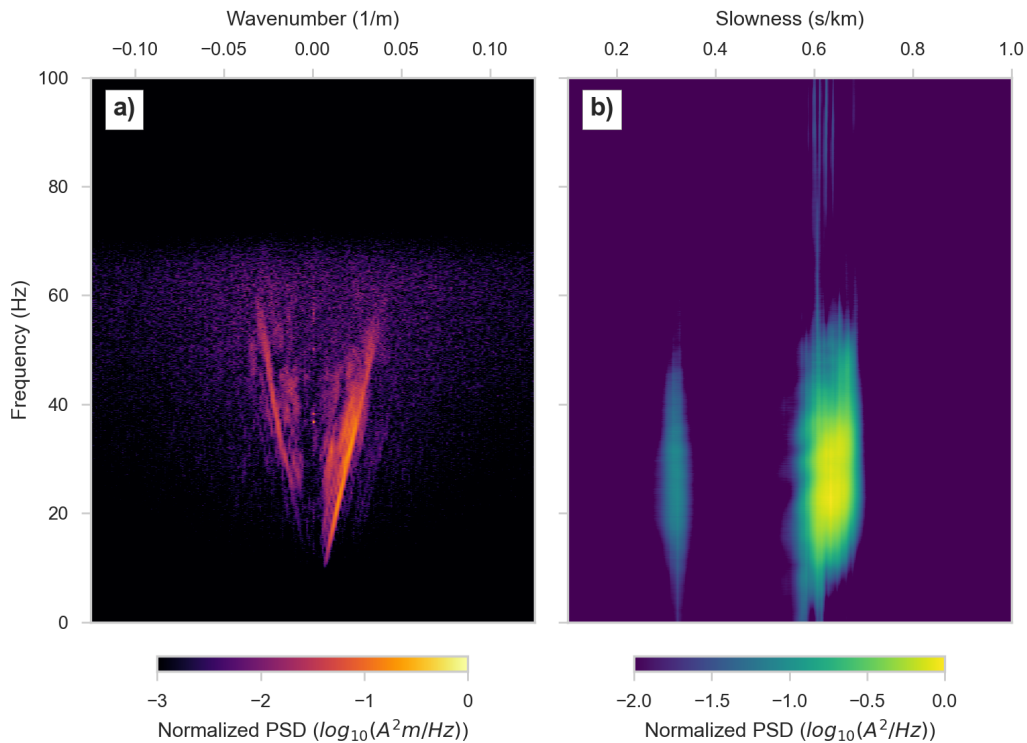 Wavenumber (1/m)
−0.10 −0.05 0.00 0.05 0.10
Slowness (s/km)
0.2 0.4 0.6 0.8 1.0
a)
b)
Frequency (Hz)
100
80
60
40
20
0
−3 −2 −1 0
Normalized PSD (log₁₀(A²m/Hz))
−2.0 −1.5 −1.0 −0.5 0.0
Normalized PSD (log₁₀(A²/Hz))